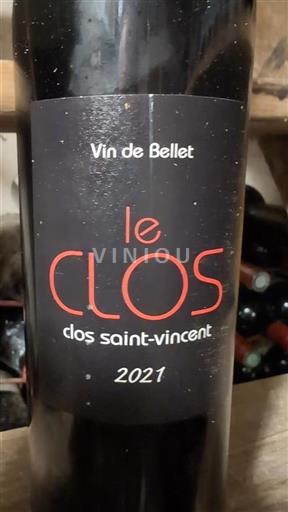 Vin de Bellet
le
CLOS
VINIOU
clos saint-vincent
2021